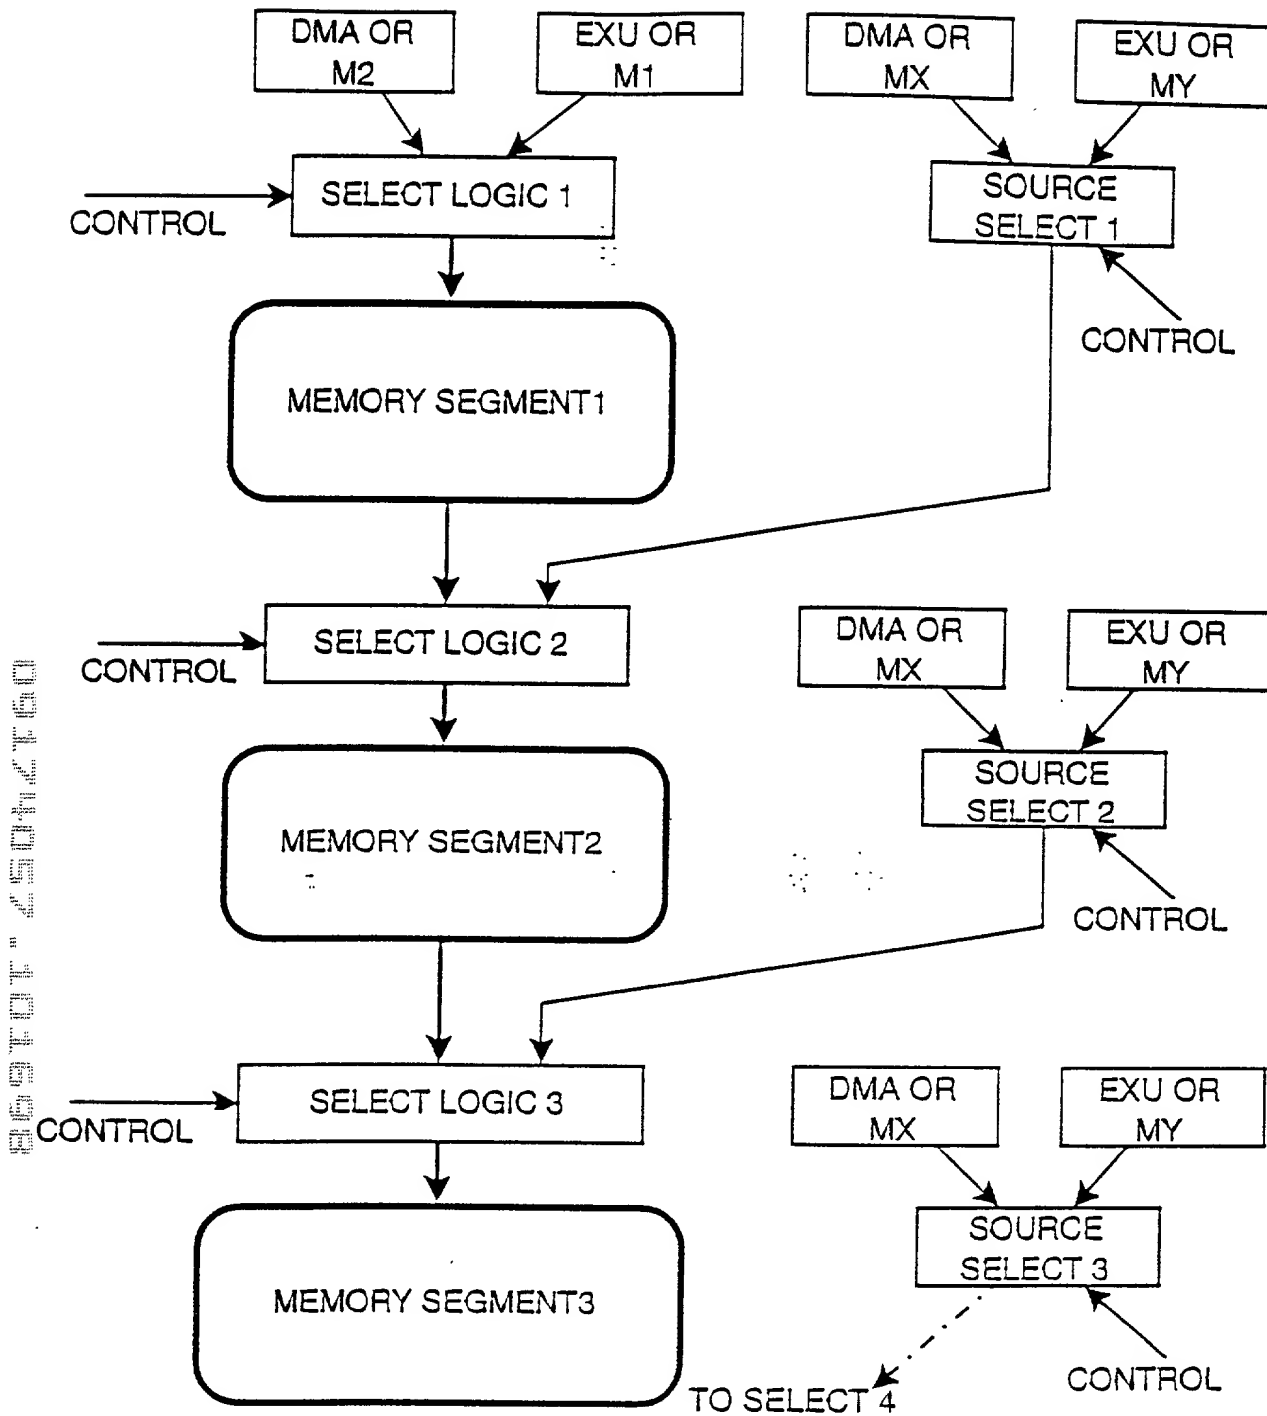 DMA OR
M2
EXU OR
M1
DMA OR
MX
EXU OR
MY
SELECT LOGIC 1
CONTROL
SOURCE
SELECT 1
CONTROL
MEMORY SEGMENT1
SELECT LOGIC 2
CONTROL
DMA OR
MX
EXU OR
MY
SOURCE
SELECT 2
CONTROL
MEMORY SEGMENT2
SELECT LOGIC 3
CONTROL
DMA OR
MX
EXU OR
MY
SOURCE
SELECT 3
CONTROL
MEMORY SEGMENT3
TO SELECT 4